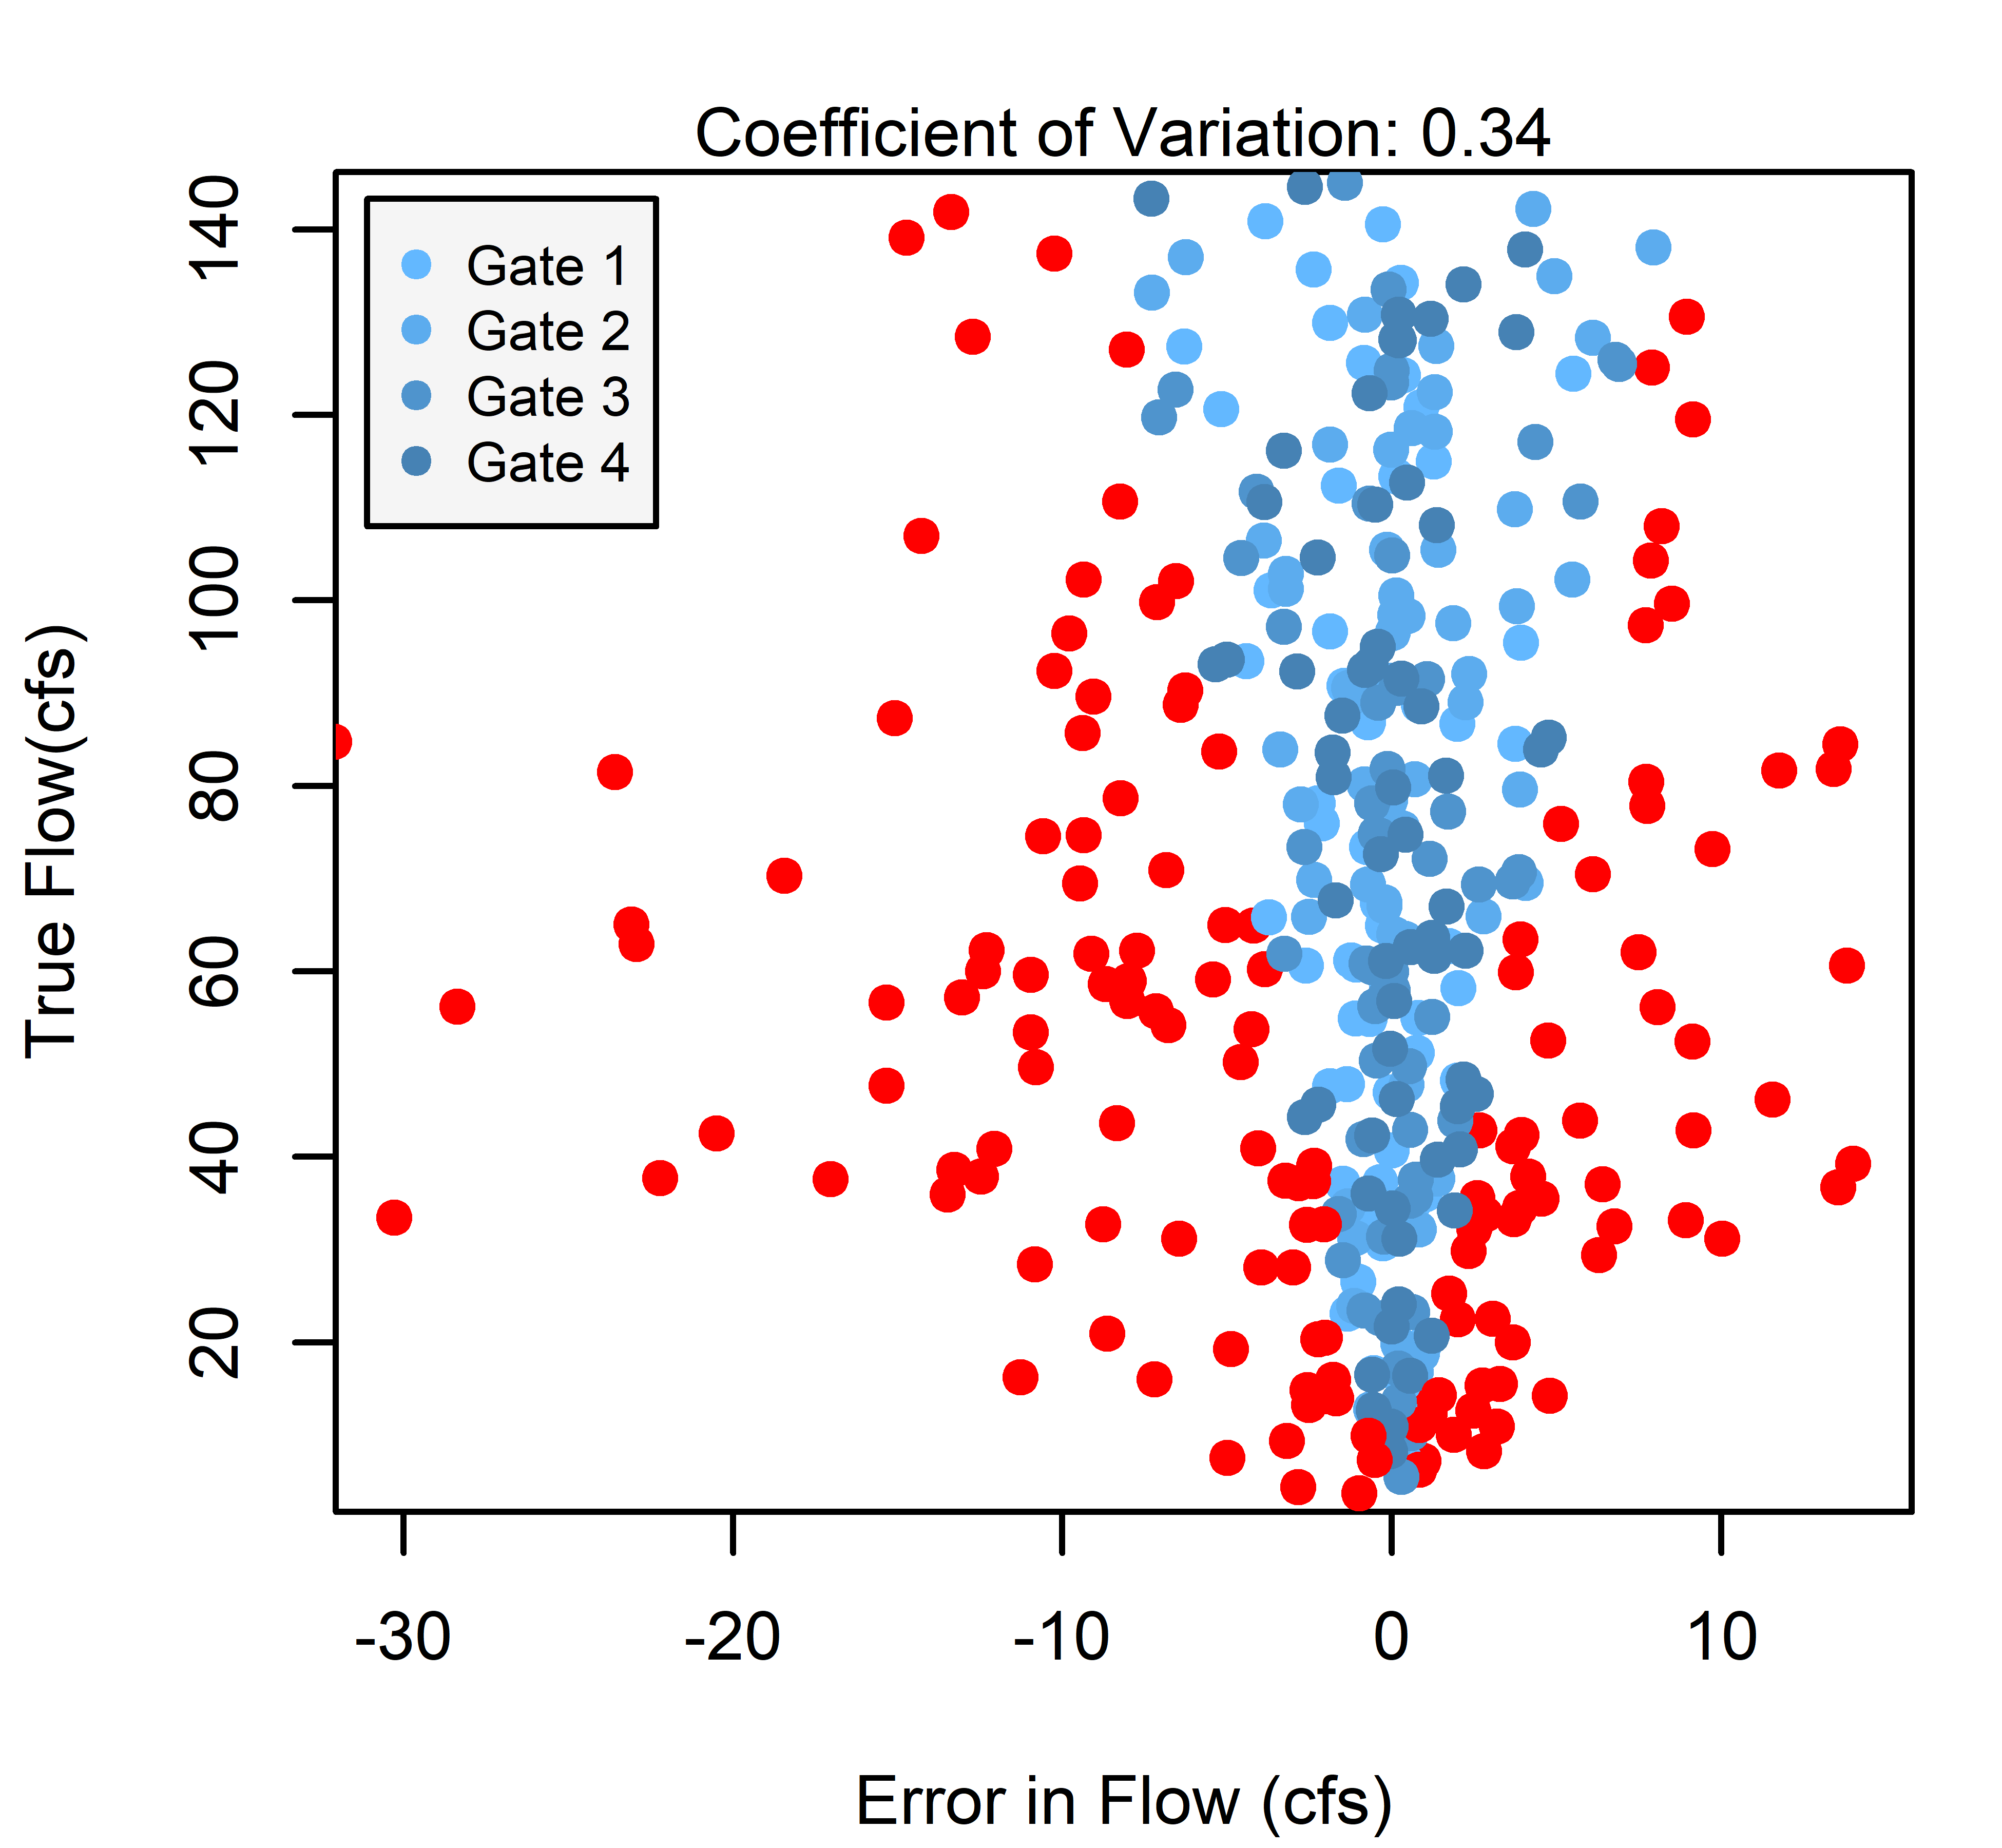 Coefficient of Variation: 0.34
Gate 1
Gate 2
Gate 3
Gate 4
True Flow(cfs)
140
120
100
80
60
40
20
-30 -20 -10 0 10
Error in Flow (cfs)